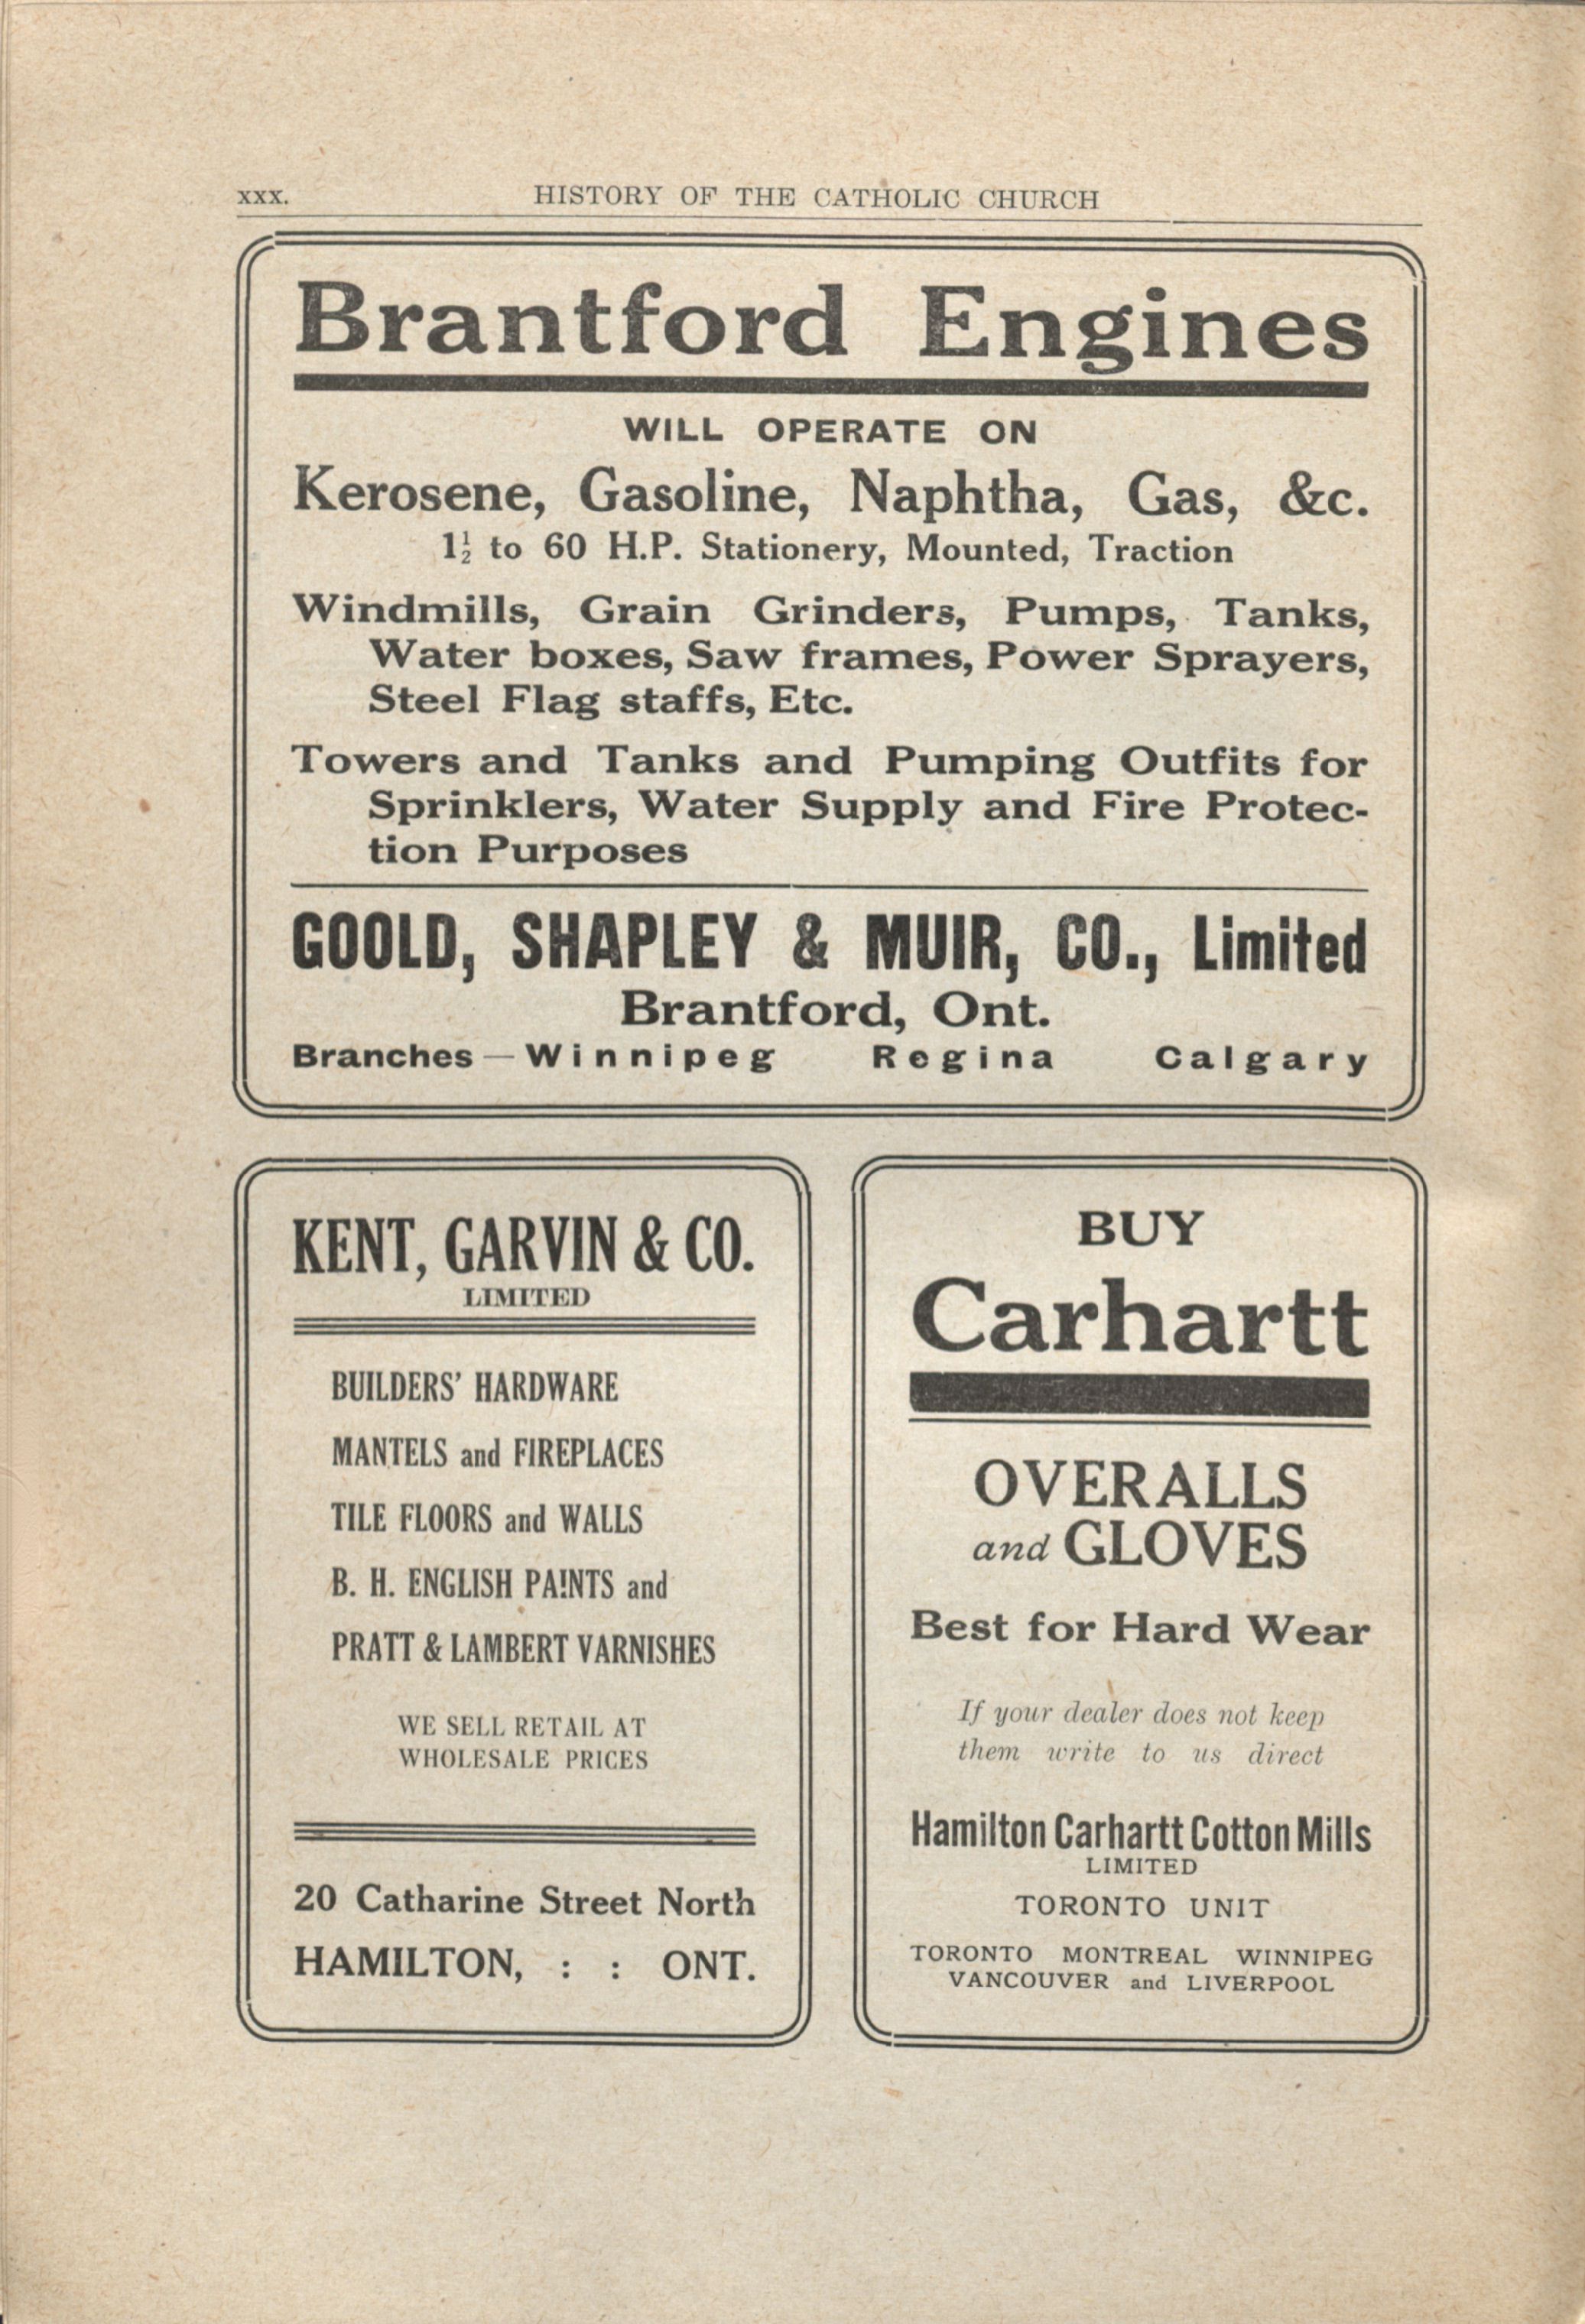 xxx.
HISTORY OF THE CATHOLIC CHURCH
Brantford Engines
WILL OPERATE ON
Kerosene, Gasoline, Naphtha, Gas, &c.
1½ to 60 H.P. Stationery, Mounted, Traction
Windmills, Grain Grinders, Pumps, Tanks,
Water boxes, Saw frames, Power Sprayers,
Steel Flag staffs, Etc.
Towers and Tanks and Pumping Outfits for
Sprinklers, Water Supply and Fire Protec-
tion Purposes
GOOLD, SHAPLEY & MUIR, CO., Limited
Brantford, Ont.
Branches — Winnipeg Regina Calgary
KENT, GARVIN & CO.
LIMITED
BUILDERS' HARDWARE
MANTELS and FIREPLACES
TILE FLOORS and WALLS
B. H. ENGLISH PAINTS and
PRATT & LAMBERT VARNISHES
WE SELL RETAIL AT
WHOLESALE PRICES
20 Catharine Street North
HAMILTON, : : ONT.
BUY
Carhartt
OVERALLS
and GLOVES
Best for Hard Wear
If your dealer does not keep
them write to us direct
Hamilton Carhartt Cotton Mills
LIMITED
TORONTO UNIT
TORONTO MONTREAL WINNIPEG
VANCOUVER and LIVERPOOL